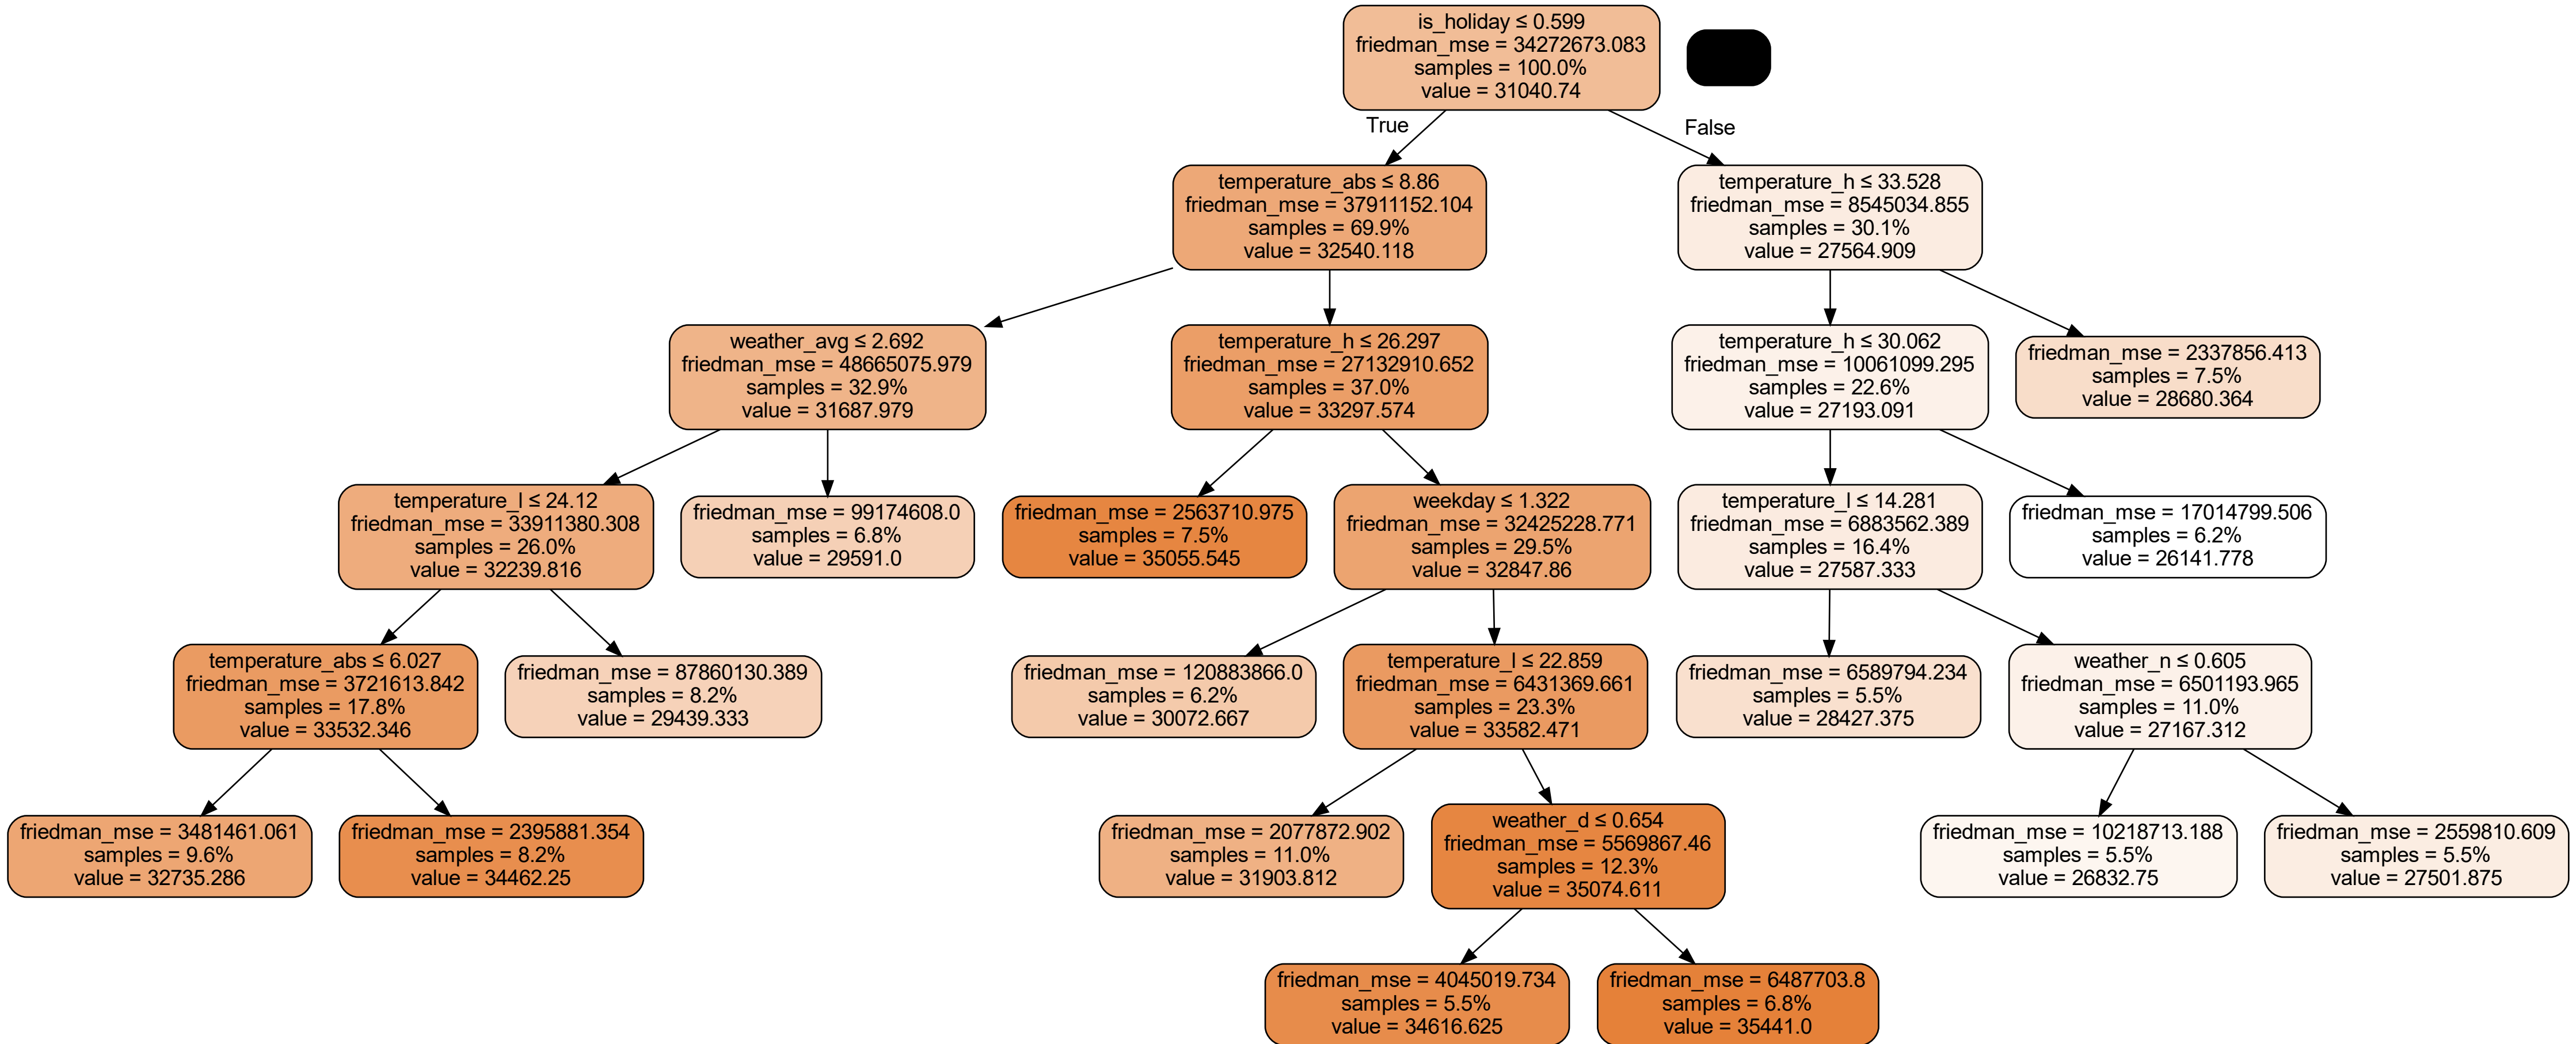 is_holiday ≤ 0.599
friedman_mse = 34272673.083
samples = 100.0%
value = 31040.74
True
False
temperature_abs ≤ 8.86
friedman_mse = 37911152.104
samples = 69.9%
value = 32540.118
temperature_h ≤ 33.528
friedman_mse = 8545034.855
samples = 30.1%
value = 27564.909
weather_avg ≤ 2.692
friedman_mse = 48665075.979
samples = 32.9%
value = 31687.979
temperature_h ≤ 26.297
friedman_mse = 27132910.652
samples = 37.0%
value = 33297.574
temperature_h ≤ 30.062
friedman_mse = 10061099.295
samples = 22.6%
value = 27193.091
friedman_mse = 2337856.413
samples = 7.5%
value = 28680.364
temperature_l ≤ 24.12
friedman_mse = 33911380.308
samples = 26.0%
value = 32239.816
friedman_mse = 99174608.0
samples = 6.8%
value = 29591.0
friedman_mse = 2563710.975
samples = 7.5%
value = 35055.545
weekday ≤ 1.322
friedman_mse = 32425228.771
samples = 29.5%
value = 32847.86
temperature_l ≤ 14.281
friedman_mse = 6883562.389
samples = 16.4%
value = 27587.333
friedman_mse = 17014799.506
samples = 6.2%
value = 26141.778
temperature_abs ≤ 6.027
friedman_mse = 3721613.842
samples = 17.8%
value = 33532.346
friedman_mse = 87860130.389
samples = 8.2%
value = 29439.333
friedman_mse = 120883866.0
samples = 6.2%
value = 30072.667
temperature_l ≤ 22.859
friedman_mse = 6431369.661
samples = 23.3%
value = 33582.471
friedman_mse = 6589794.234
samples = 5.5%
value = 28427.375
weather_n ≤ 0.605
friedman_mse = 6501193.965
samples = 11.0%
value = 27167.312
friedman_mse = 3481461.061
samples = 9.6%
value = 32735.286
friedman_mse = 2395881.354
samples = 8.2%
value = 34462.25
friedman_mse = 2077872.902
samples = 11.0%
value = 31903.812
weather_d ≤ 0.654
friedman_mse = 5569867.46
samples = 12.3%
value = 35074.611
friedman_mse = 10218713.188
samples = 5.5%
value = 26832.75
friedman_mse = 2559810.609
samples = 5.5%
value = 27501.875
friedman_mse = 4045019.734
samples = 5.5%
value = 34616.625
friedman_mse = 6487703.8
samples = 6.8%
value = 35441.0